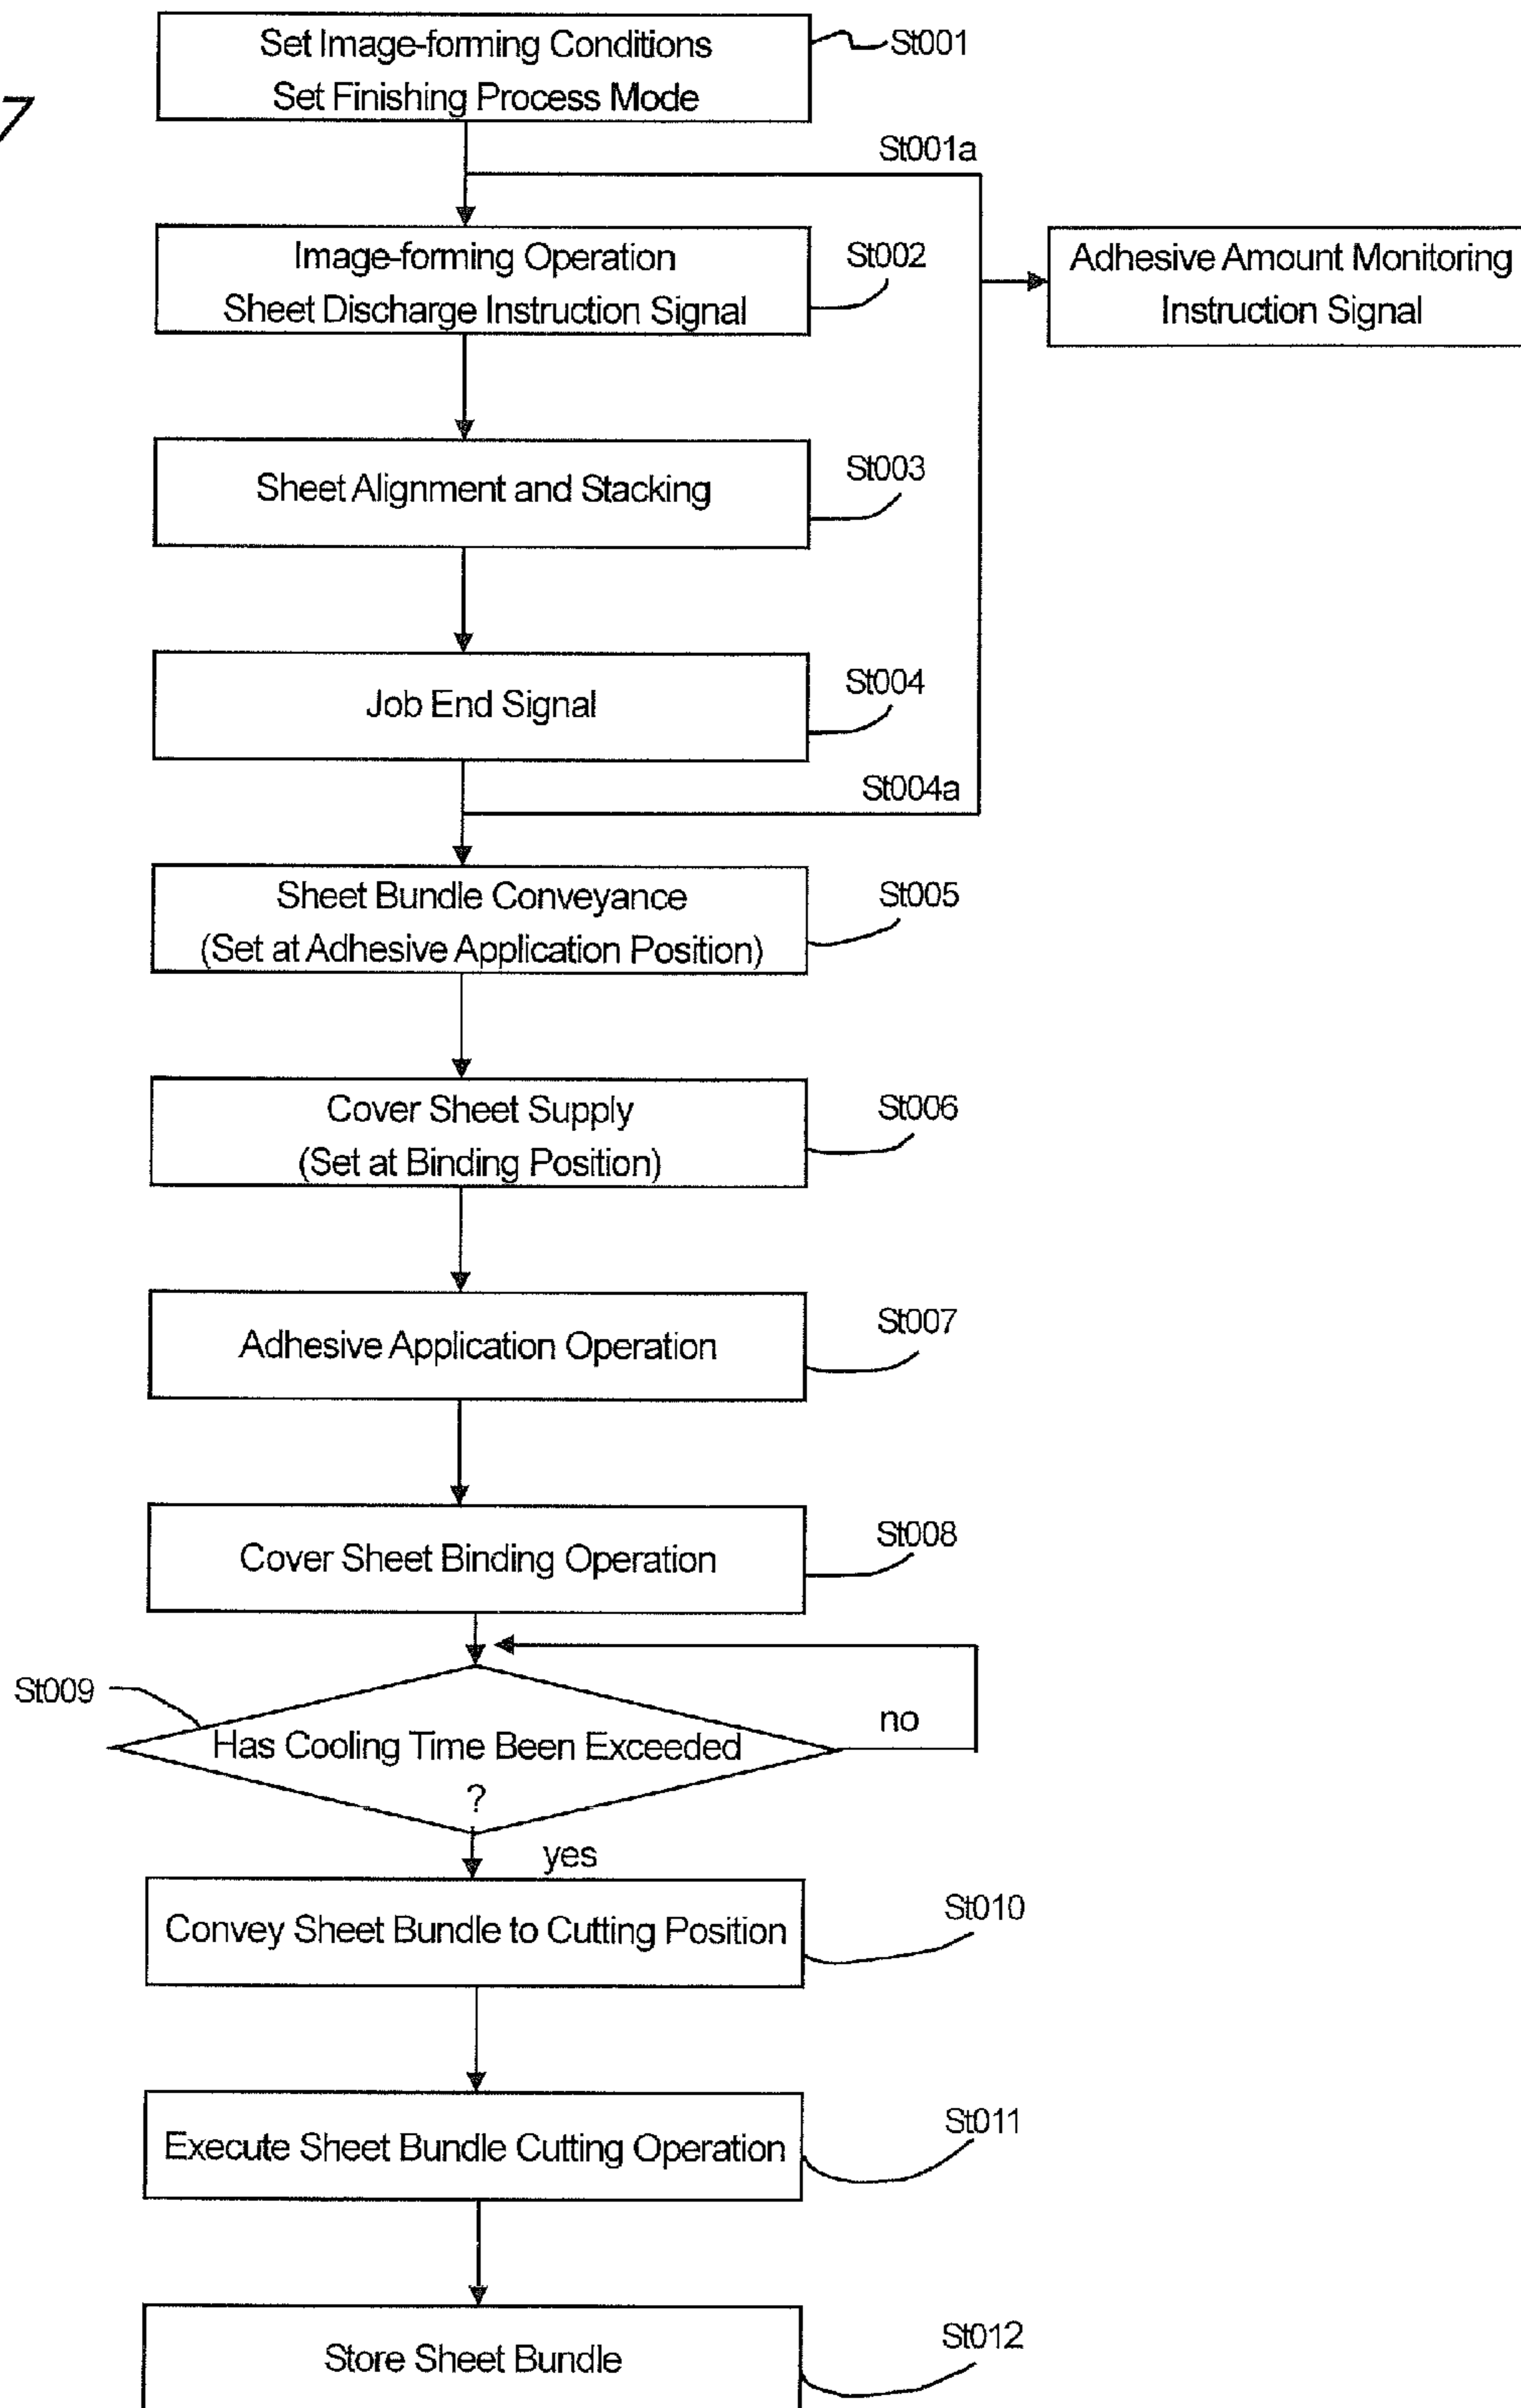 7
Set Image-forming Conditions
Set Finishing Process Mode
St001
St001a
Image-forming Operation
Sheet Discharge Instruction Signal
St002
Adhesive Amount Monitoring
Instruction Signal
Sheet Alignment and Stacking
St003
Job End Signal
St004
St004a
Sheet Bundle Conveyance
(Set at Adhesive Application Position)
St005
Cover Sheet Supply
(Set at Binding Position)
St006
Adhesive Application Operation
St007
Cover Sheet Binding Operation
St008
St009
Has Cooling Time Been Exceeded
?
no
yes
Convey Sheet Bundle to Cutting Position
St010
Execute Sheet Bundle Cutting Operation
St011
Store Sheet Bundle
St012